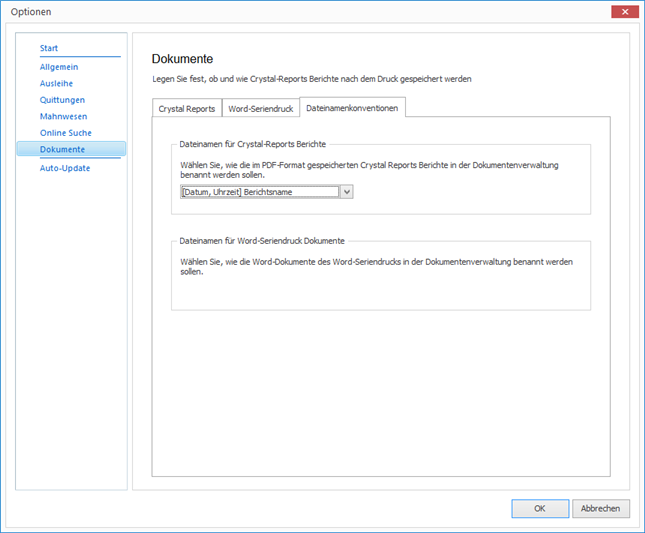 Optionen
Start
Allgemein
Ausleihe
Quittungen
Mahnwesen
Online Suche
Dokumente
Auto-Update
Dokumente
Legen Sie fest, ob und wie Crystal-Reports Berichte nach dem Druck gespeichert werden
Crystal Reports
Word-Seriendruck
Dateinamenkonventionen
Dateinamen für Crystal-Reports Berichte
Wählen Sie, wie die im PDF-Format gespeicherten Crystal Reports Berichte in der Dokumentenverwaltung
benannt werden sollen.
[Datum, Uhrzeit] Berichtsname
Dateinamen für Word-Seriendruck Dokumente
Wählen Sie, wie die Word-Dokumente des Word-Seriendrucks in der Dokumentenverwaltung benannt werden
sollen.
OK
Abbrechen